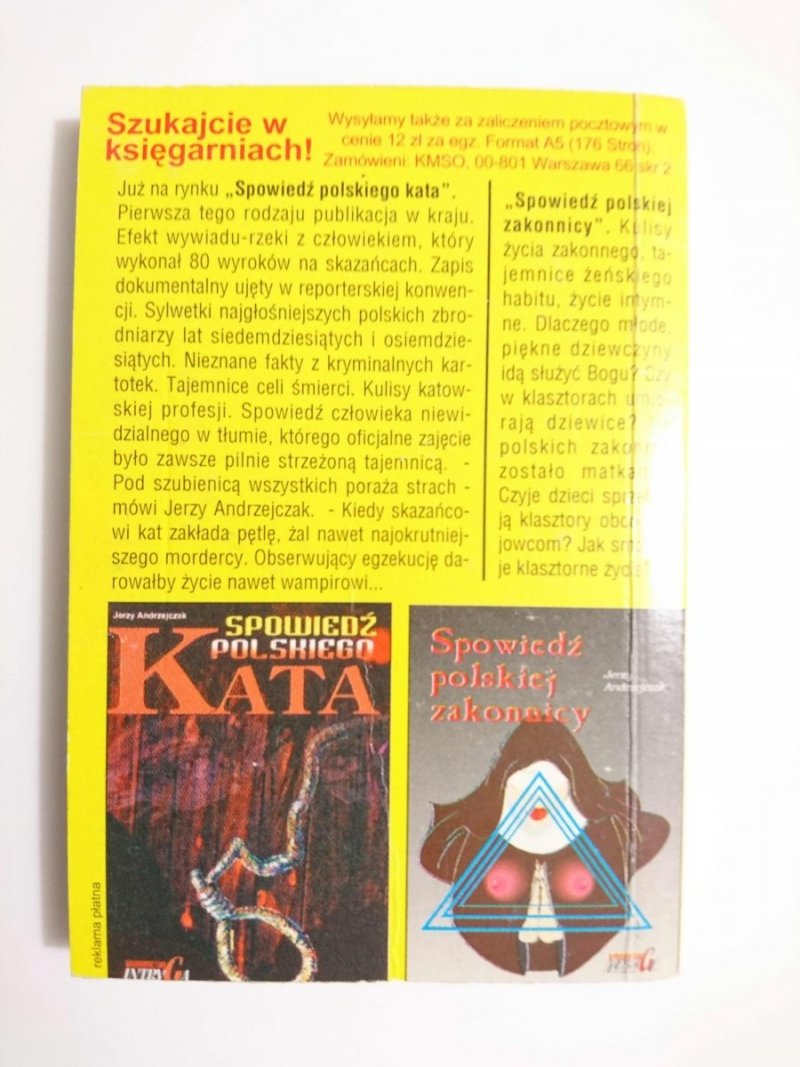 Szukajcie w
księgarniach!
Wysyłamy także za zaliczeniem pocztowym w
cenie 12 zł za egz. Format A5 (176 Stron).
Zamówieni: KMSO, 00-801 Warszawa 66 skr 2
Już na rynku „Spowiedź polskiego kata".
Pierwsza tego rodzaju publikacja w kraju.
Efekt wywiadu-rzeki z człowiekiem, który
wykonał 80 wyroków na skazańcach. Zapis
dokumentalny ujęty w reporterskiej konwen-
cji. Sylwetki najgłośniejszych polskich zbro-
dniarzy lat siedemdziesiątych i osiemdzie-
siątych. Nieznane fakty z kryminalnych kar-
totek. Tajemnice celi śmierci. Kulisy katow-
skiej profesji. Spowiedź człowieka niewi-
dzialnego w tłumie, którego oficjalne zajęcie
było zawsze pilnie strzeżoną tajemnicą. -
Pod szubienicą wszystkich poraża strach -
mówi Jerzy Andrzejczak. - Kiedy skazańco-
wi kat zakłada pętlę, żal nawet najokrutniej-
szego mordercy. Obserwujący egzekucję da-
rowałby życie nawet wampirowi...
„Spowiedź polskiej
zakonnicy". Kulisy
życia zakonnego, ta-
jemnice żeńskiego
habitu, życie intym-
ne. Dlaczego młode,
piękne dziewczyny
idą służyć Bogu? Czy
w klasztorach umie-
rają dziewice?
polskich
zostało
Czyje dzieci
ją klasztory
jowcom? Jak
je klasztorne
Jerzy Andrzejczak
SPOWIEDŹ
POLSKIEGO
KATA
Spowiedź
polskiej
zakonnicy
Jerzy
Andrzejczak
reklama płatna